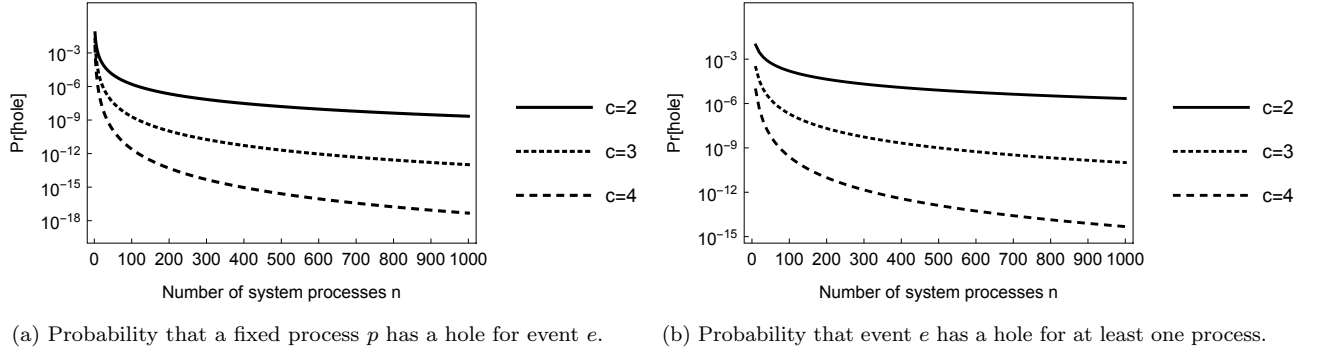 Pr[hole]
10⁻³
10⁻⁶
10⁻⁹
10⁻¹²
10⁻¹⁵
10⁻¹⁸
0 100 200 300 400 500 600 700 800 900 1000
Number of system processes n
c=2
c=3
c=4
(a) Probability that a fixed process p has a hole for event e.
Pr[hole]
10⁻³
10⁻⁶
10⁻⁹
10⁻¹²
10⁻¹⁵
0 100 200 300 400 500 600 700 800 900 1000
Number of system processes n
c=2
c=3
c=4
(b) Probability that event e has a hole for at least one process.